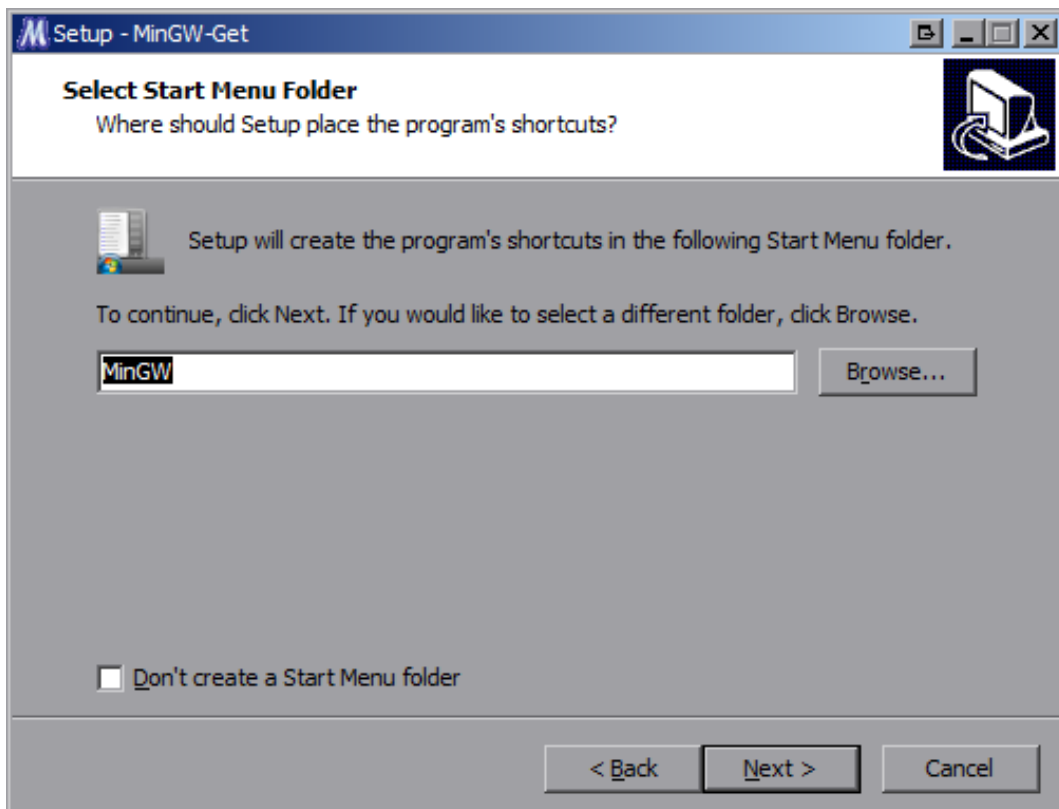 Setup - MinGW-Get
Select Start Menu Folder
Where should Setup place the program's shortcuts?
Setup will create the program's shortcuts in the following Start Menu folder.
To continue, click Next. If you would like to select a different folder, click Browse.
MinGW
Browse...
Don't create a Start Menu folder
< Back
Next >
Cancel